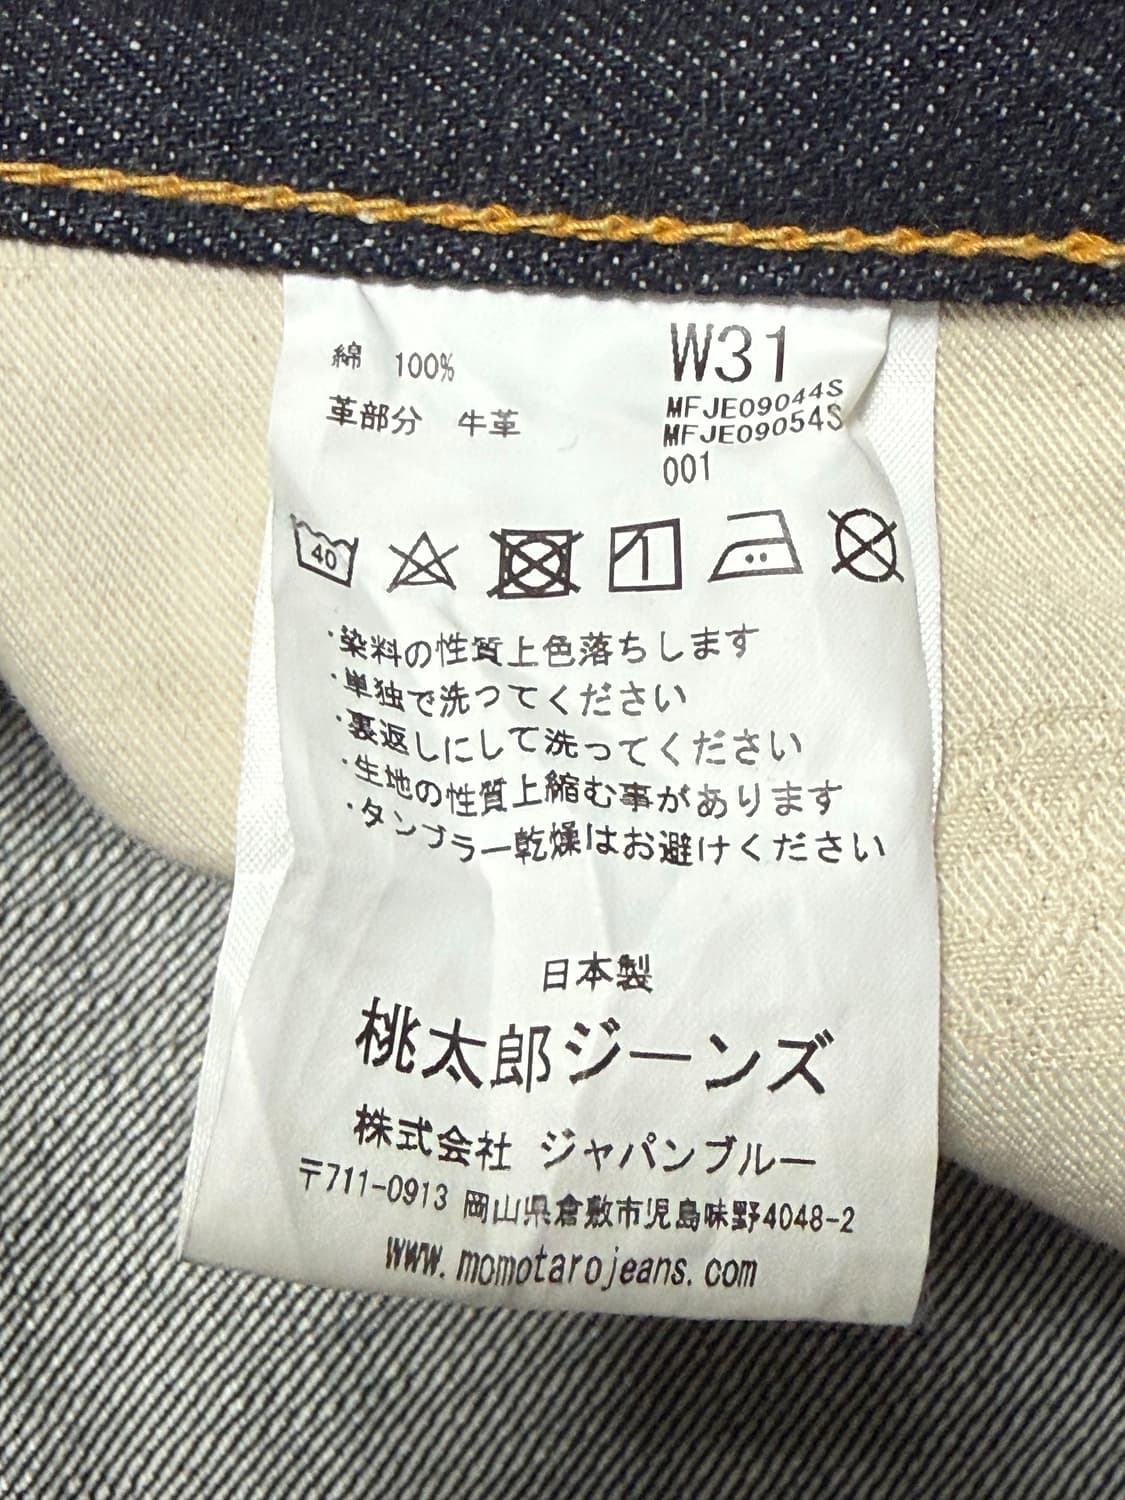 綿 100%
革部分 牛革
W31
MFJE09044S
MFJE09054S
001
40
・染料の性質上色落ちします
・単独で洗ってください
・裏返しにして洗ってください
・生地の性質上縮む事があります
・タンブラー乾燥はお避けください
日本製
桃太郎ジーンズ
株式会社 ジャパンブルー
〒711-0913 岡山県倉敷市児島味野4048-2
www.momotarojeans.com